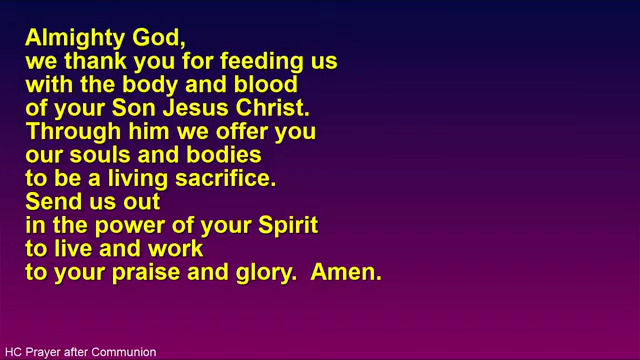 Almighty God,
we thank you for feeding us
with the body and blood
of your Son Jesus Christ.
Through him we offer you
our souls and bodies
to be a living sacrifice.
Send us out
in the power of your Spirit
to live and work
to your praise and glory.  Amen.
HC Prayer after Communion